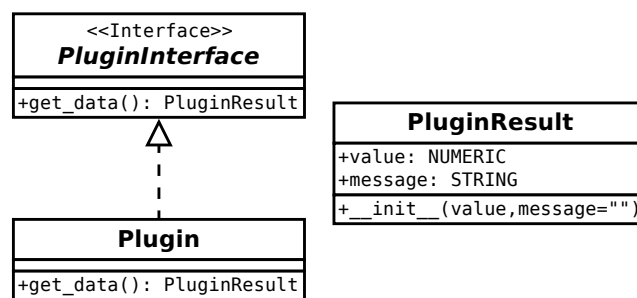 <<Interface>>
PluginInterface
+get_data(): PluginResult
PluginResult
+value: NUMERIC
+message: STRING
+__init__(value,message="")
Plugin
+get_data(): PluginResult